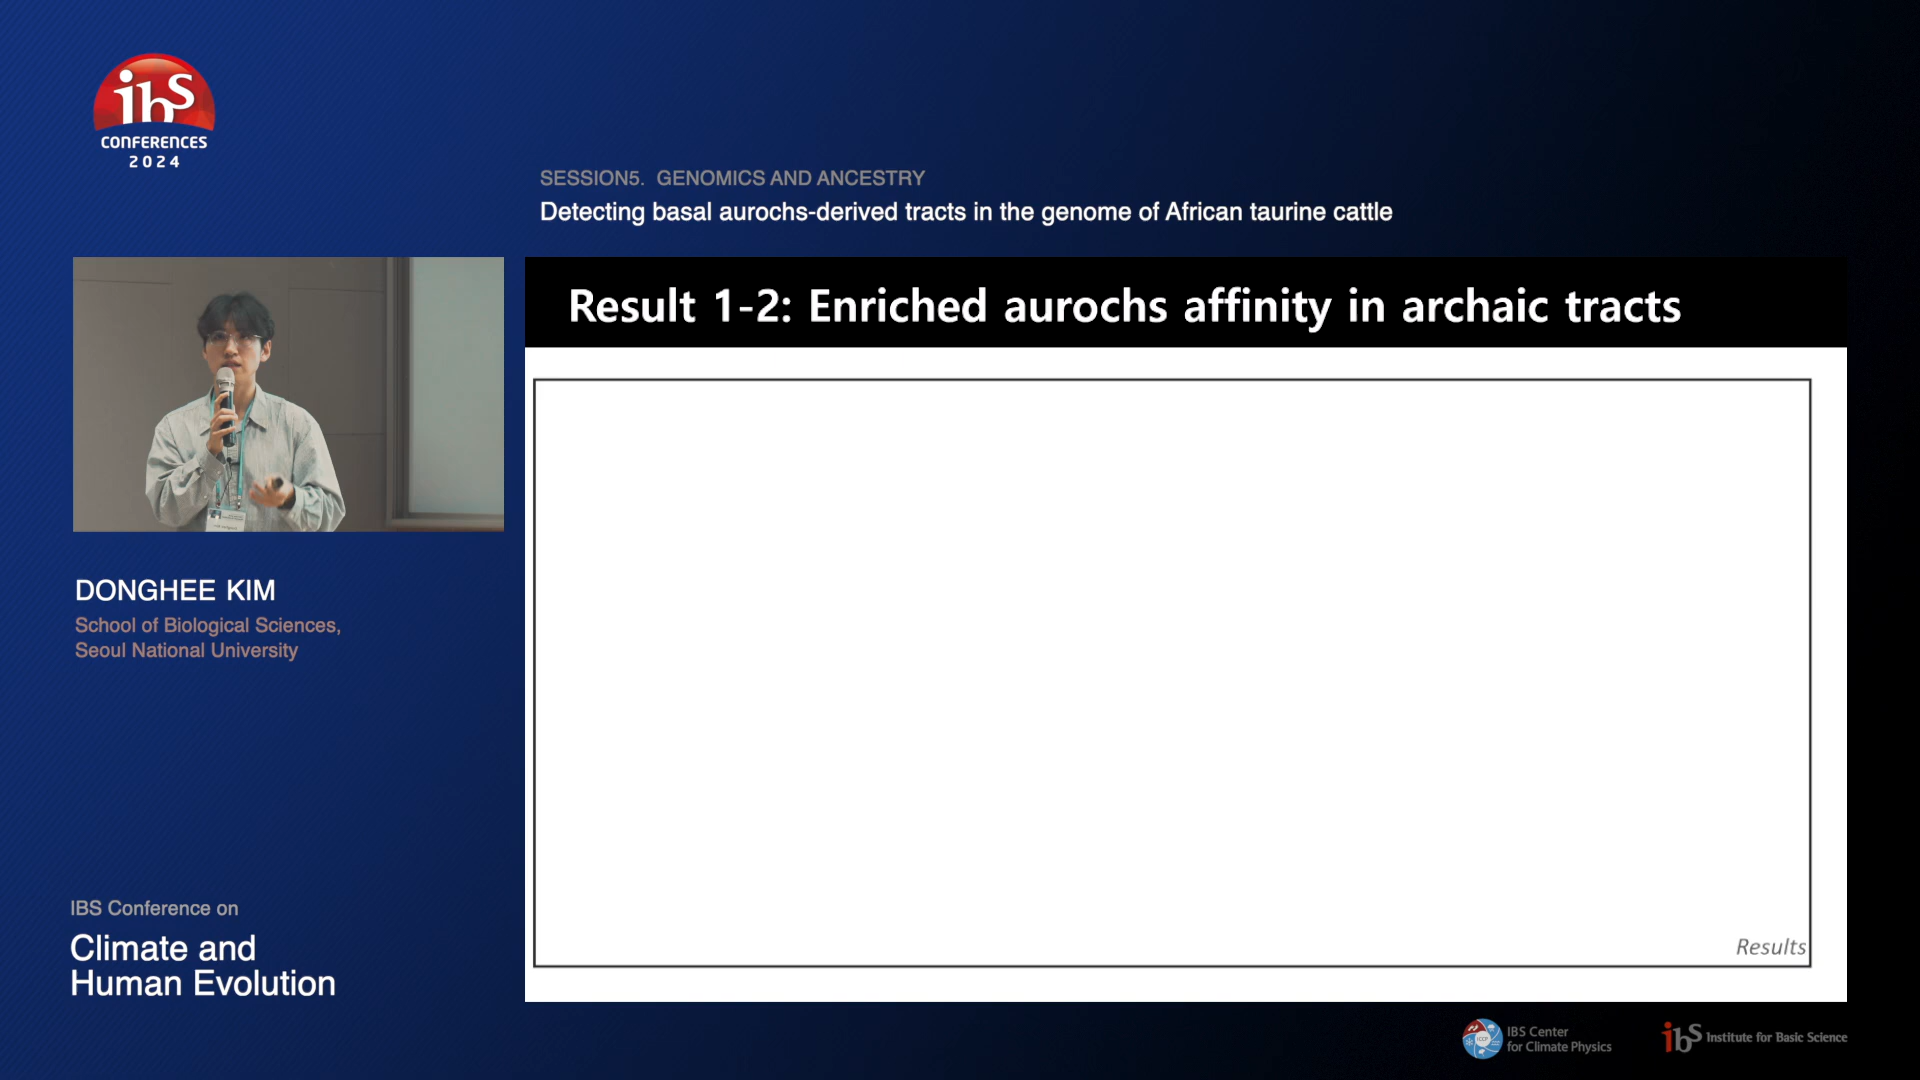 ibs
CONFERENCES
2024
SESSION5. GENOMICS AND ANCESTRY
Detecting basal aurochs-derived tracts in the genome of African taurine cattle
Result 1-2: Enriched aurochs affinity in archaic tracts
Results
DONGHEE KIM
School of Biological Sciences,
Seoul National University
IBS Conference on
Climate and
Human Evolution
ICCP
IBS Center
for Climate Physics
ibs Institute for Basic Science